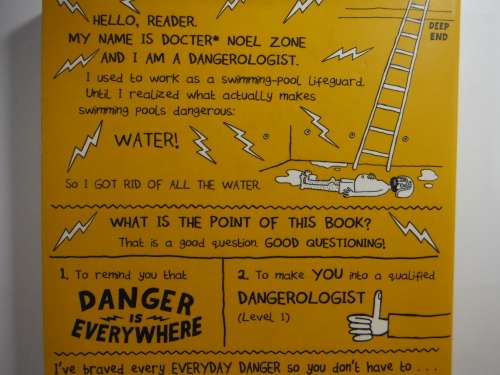 HELLO, READER.
MY NAME IS DOCTER* NOEL ZONE
AND I AM A DANGEROLOGIST.
I used to work as a swimming-pool lifeguard.
Until I realized what actually makes
swimming pools dangerous:
WATER!
So I GOT RID OF ALL THE WATER.
DEEP
END
WHAT IS THE POINT OF THIS BOOK?
That is a good question. GOOD QUESTIONING!
1. To remind you that
DANGER
IS
EVERYWHERE
2. To make YOU into a qualified
DANGEROLOGIST
(Level 1)
I've braved every EVERYDAY DANGER so you don't have to . . .